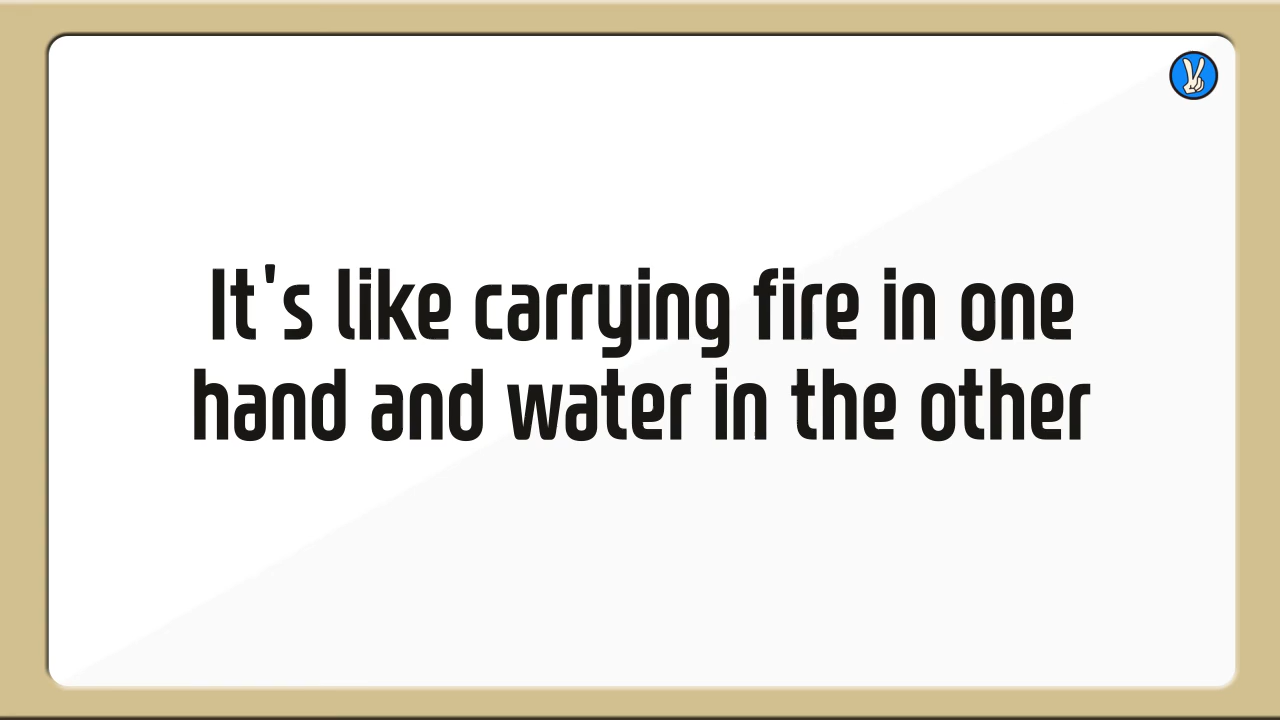 It's like carrying fire in one
hand and water in the other